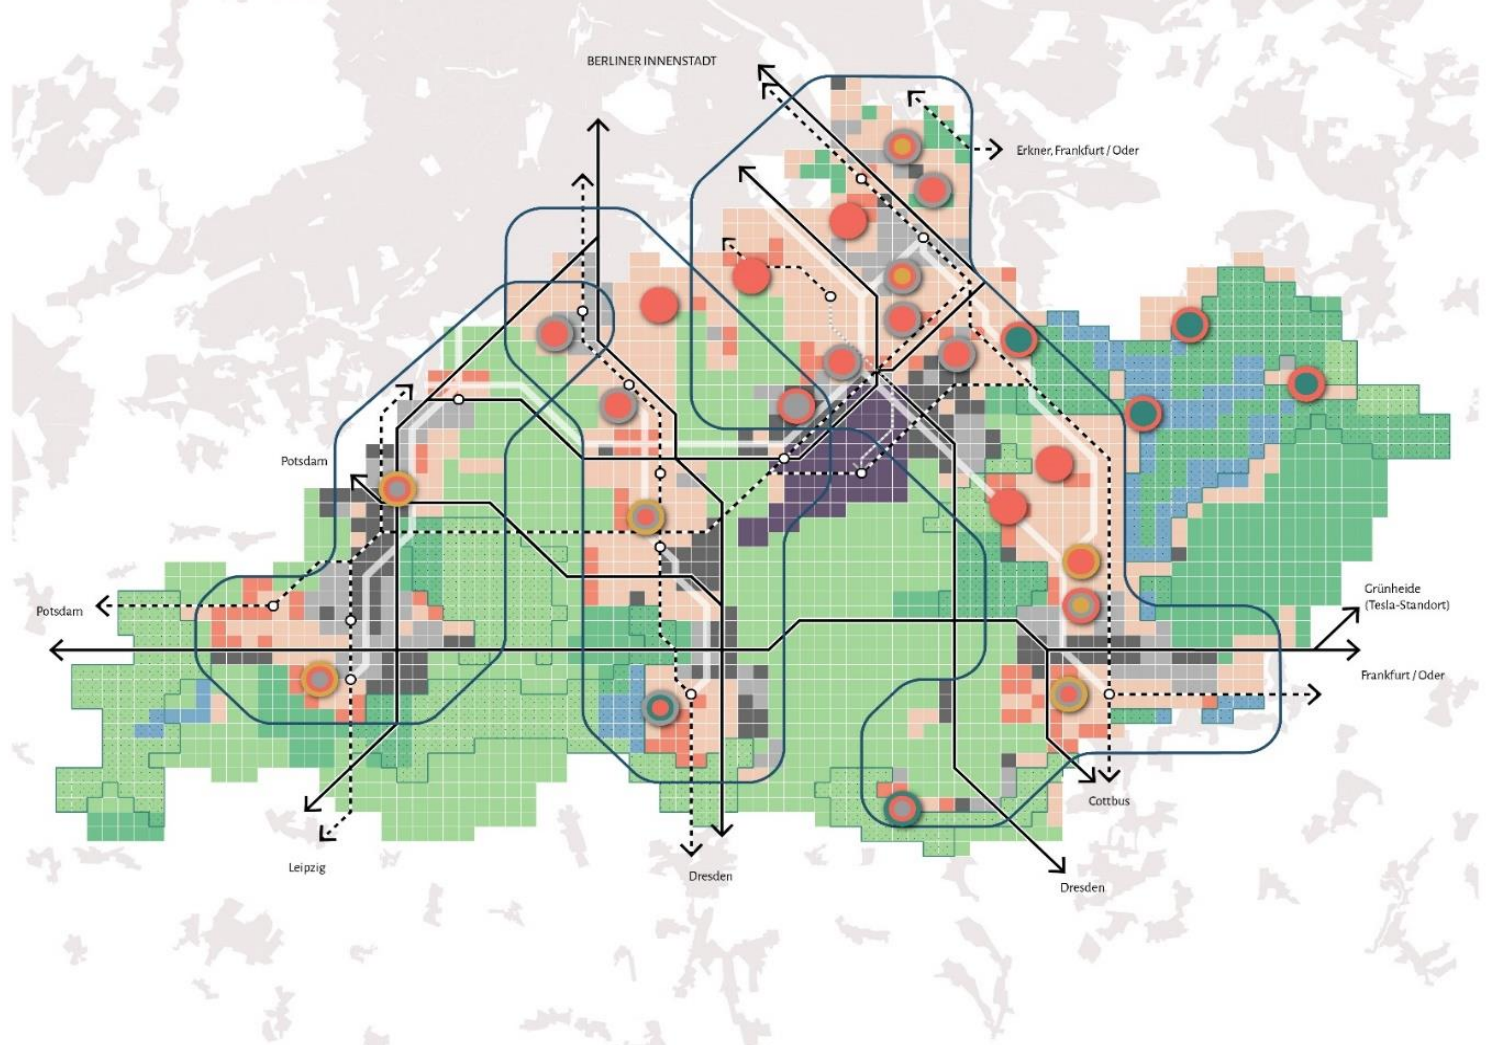 BERLINER INNENSTADT
Erkner, Frankfurt / Oder
Potsdam
Potsdam
Grünheide
(Tesla-Standort)
Frankfurt / Oder
Cottbus
Leipzig
Dresden
Dresden